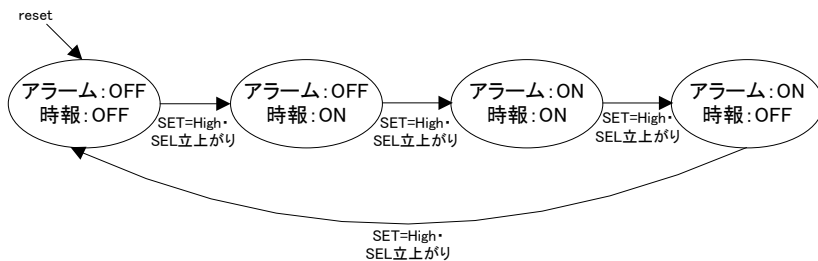 reset
アラーム:OFF
時報:OFF
アラーム:OFF
時報:ON
アラーム:ON
時報:ON
アラーム:ON
時報:OFF
SET=High・
SEL立上がり
SET=High・
SEL立上がり
SET=High・
SEL立上がり
SET=High・
SEL立上がり